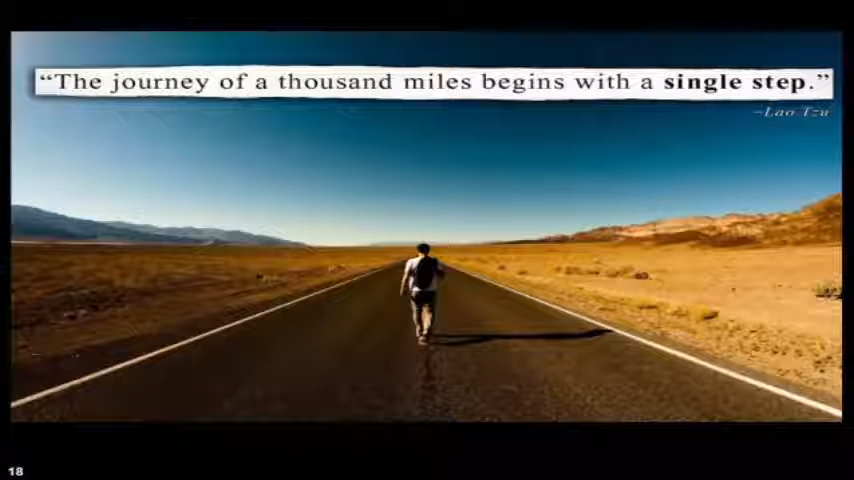 “The journey of a thousand miles begins with a single step.”
–Lao Tzu
18